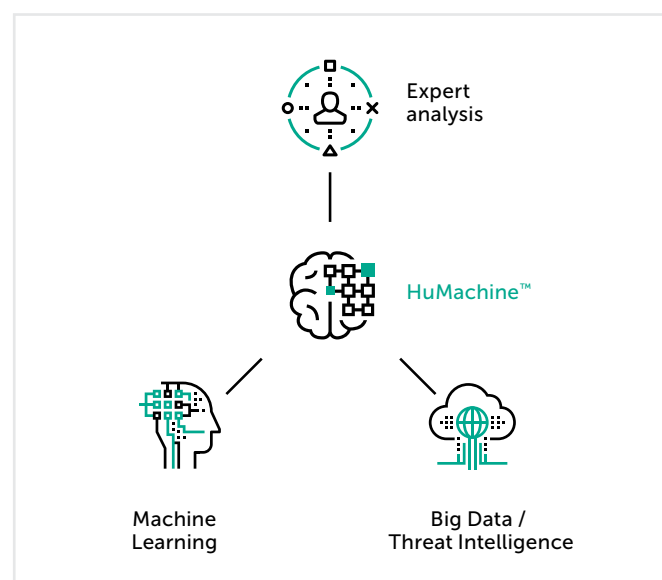 Expert
analysis
HuMachine™
Machine
Learning
Big Data /
Threat Intelligence